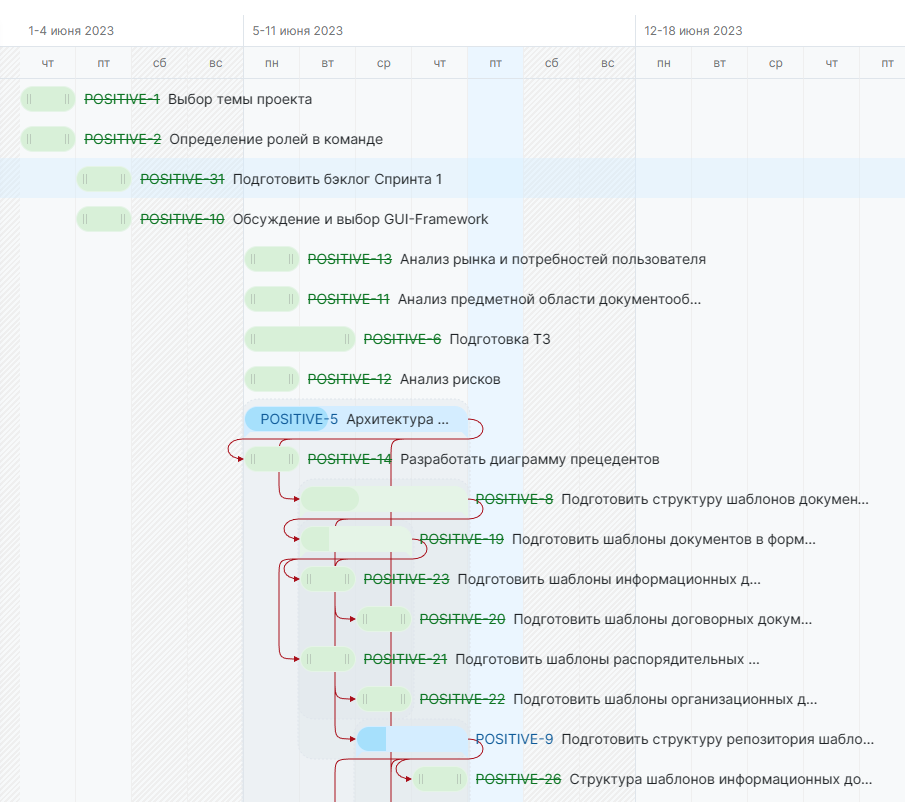 1-4 июня 2023 5-11 июня 2023 12-18 июня 2023
чт пт сб вс пн вт ср чт пт сб вс пн вт ср чт пт
POSITIVE-1 Выбор темы проекта
POSITIVE-2 Определение ролей в команде
POSITIVE-31 Подготовить бэклог Спринта 1
POSITIVE-10 Обсуждение и выбор GUI-Framework
POSITIVE-13 Анализ рынка и потребностей пользователя
POSITIVE-11 Анализ предметной области документооб...
POSITIVE-6 Подготовка ТЗ
POSITIVE-12 Анализ рисков
POSITIVE-5 Архитектура ...
POSITIVE-14 Разработать диаграмму прецедентов
POSITIVE-8 Подготовить структуру шаблонов докумен...
POSITIVE-19 Подготовить шаблоны документов в форм...
POSITIVE-23 Подготовить шаблоны информационных д...
POSITIVE-20 Подготовить шаблоны договорных докум...
POSITIVE-21 Подготовить шаблоны распорядительных ...
POSITIVE-22 Подготовить шаблоны организационных д...
POSITIVE-9 Подготовить структуру репозитория шабло...
POSITIVE-26 Структура шаблонов информационных до...